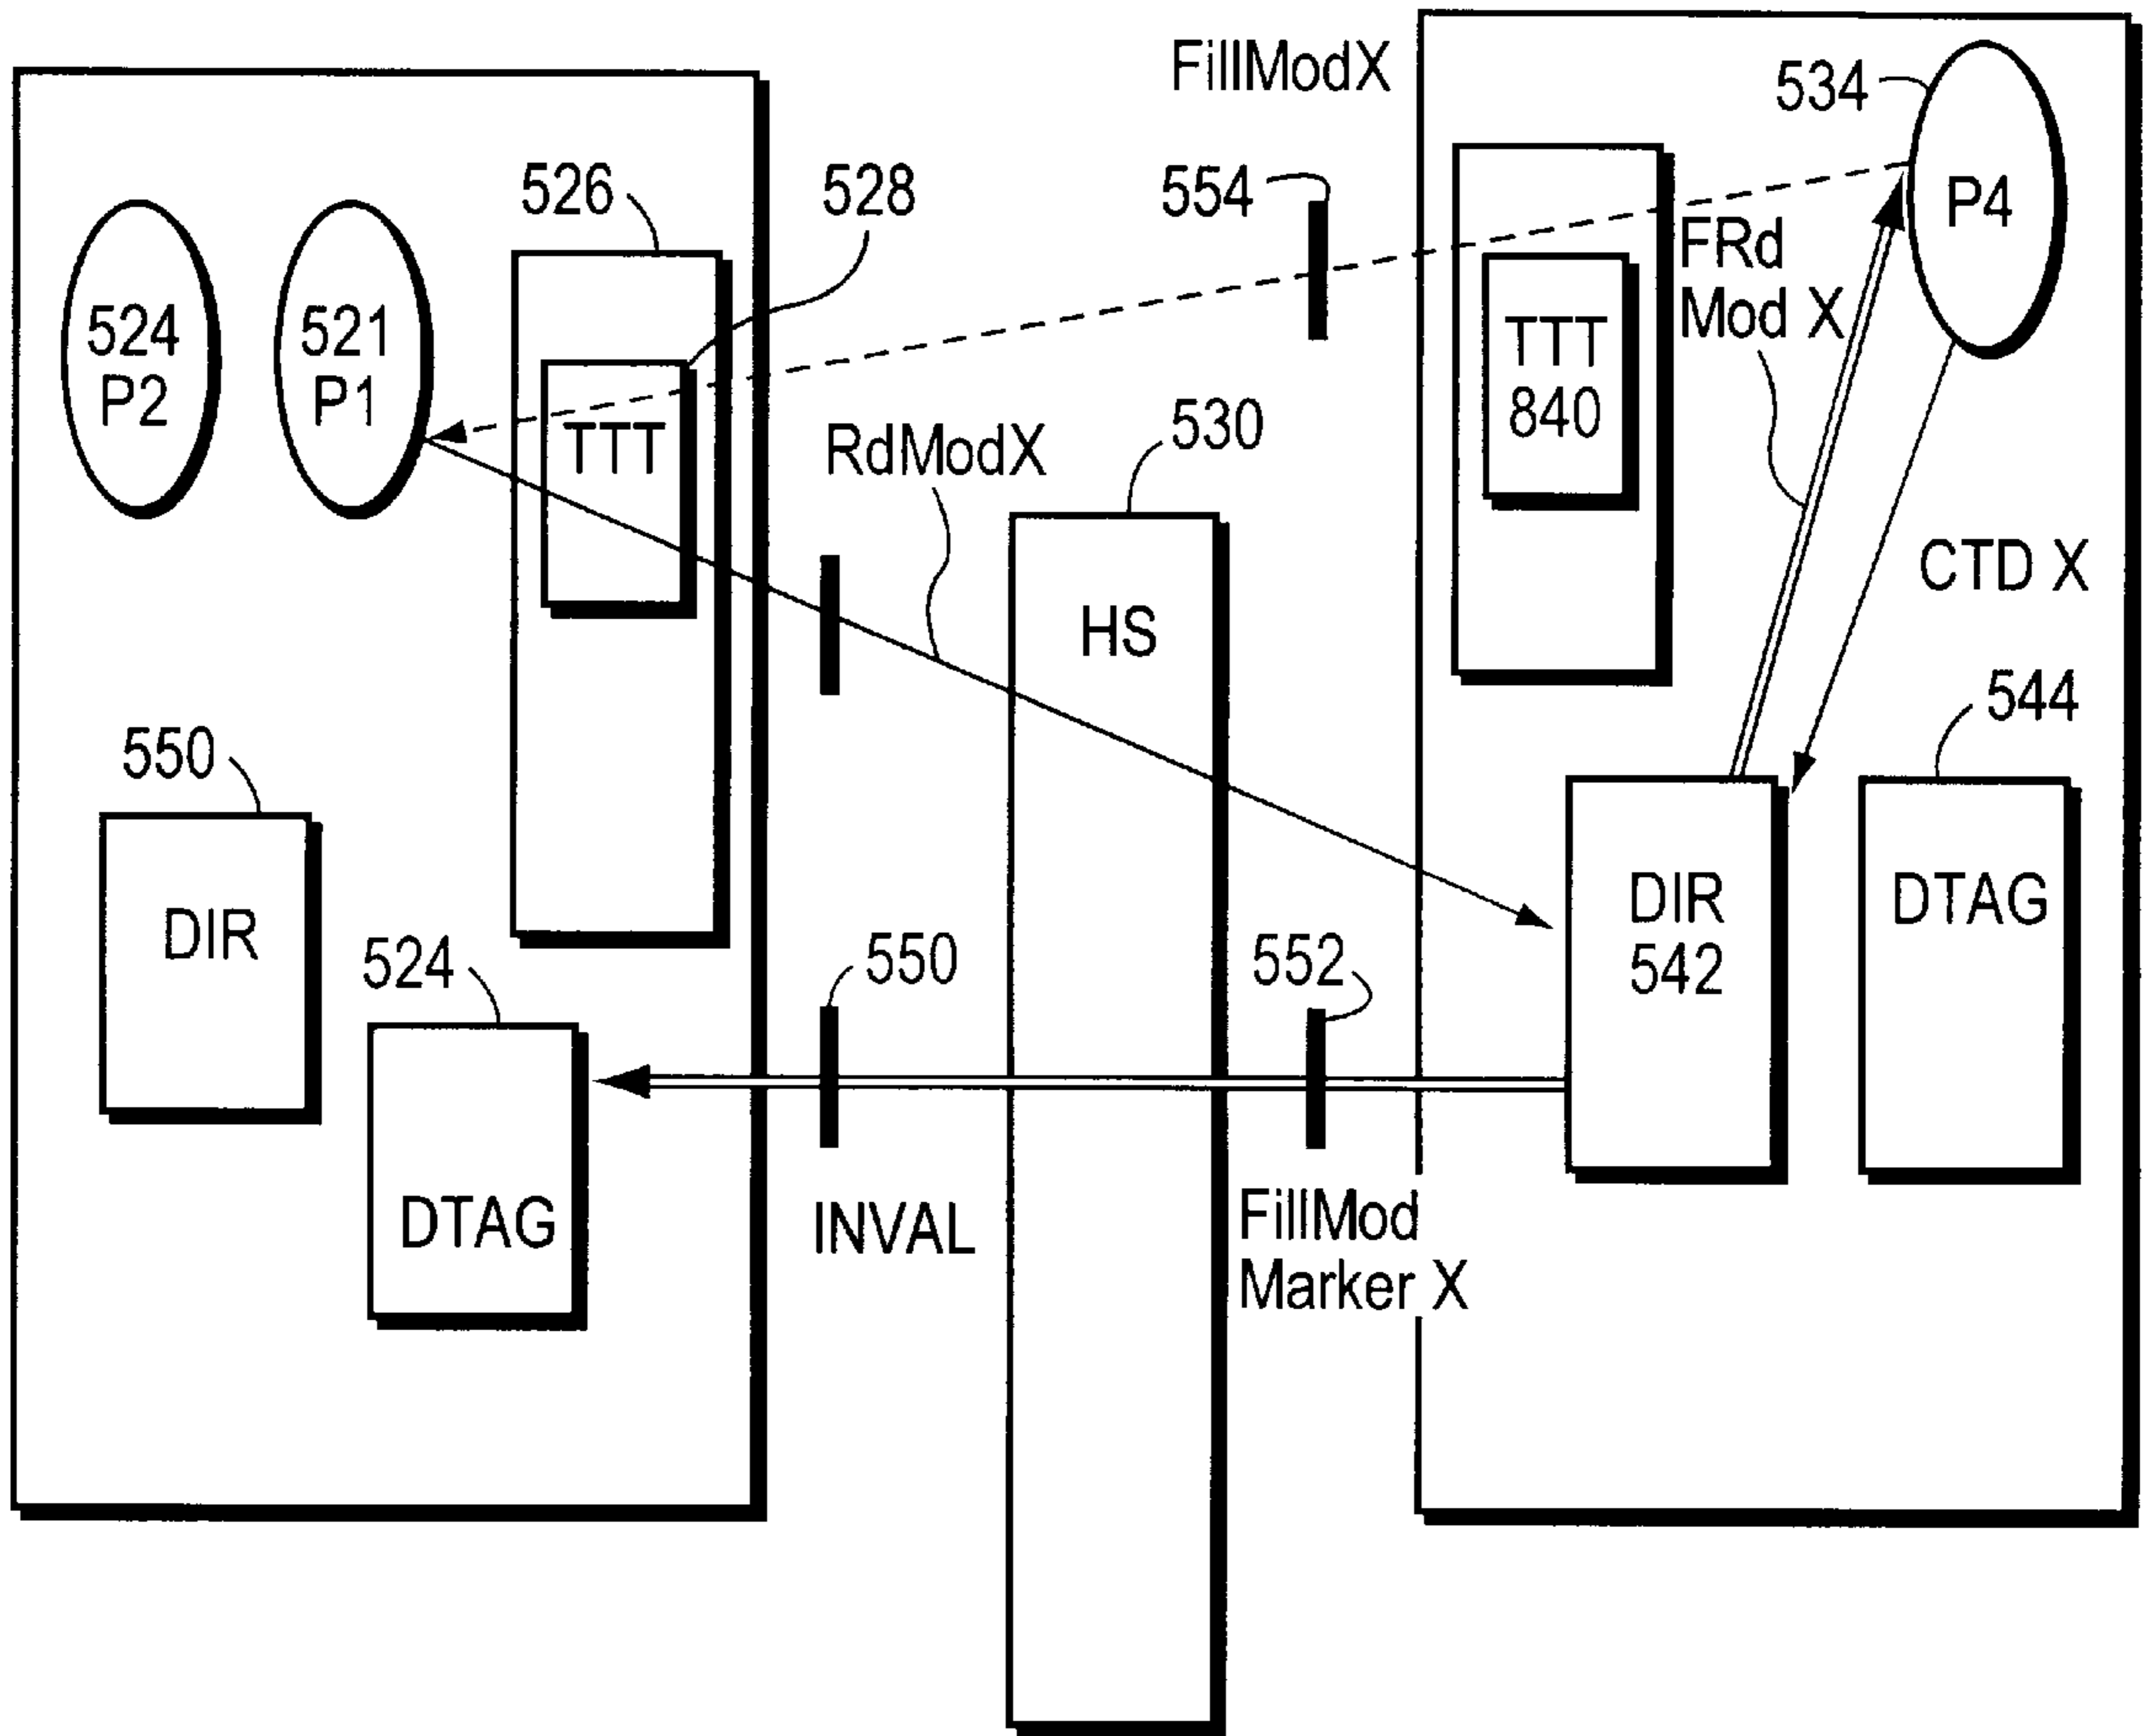 FillModX
534
P4
526
528
554
524
P2
521
P1
TTT
RdModX
530
TTT
840
FRd
Mod X
HS
CTD X
544
550
DIR
524
DTAG
550
552
DIR
542
DTAG
INVAL
FillMod
Marker X